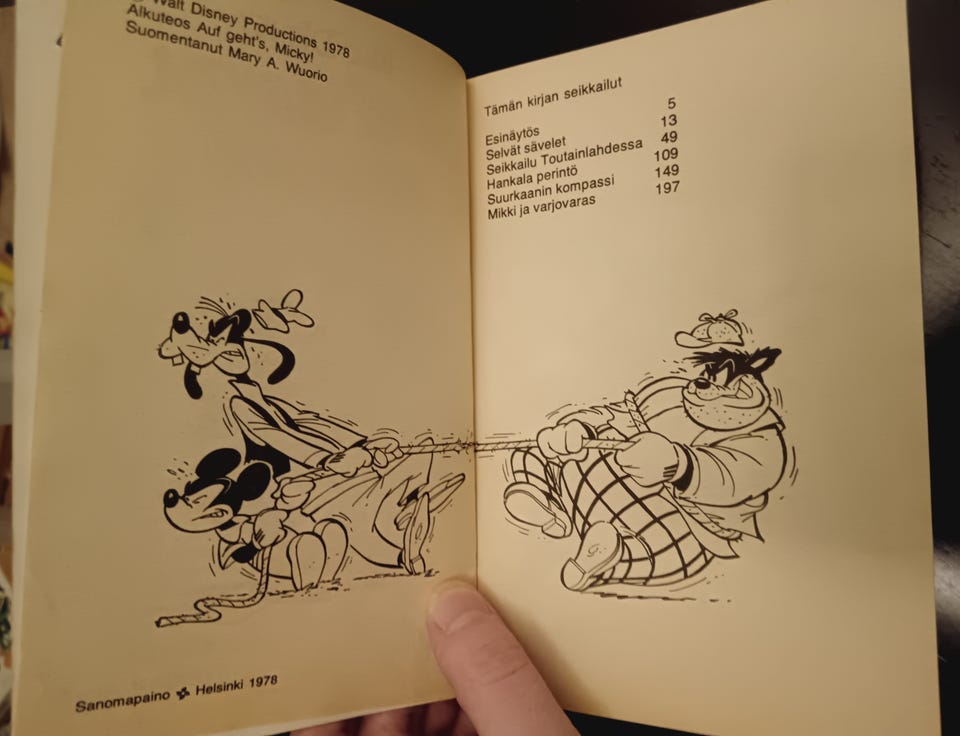 Walt Disney Productions 1978
Alkuteos Auf geht's, Micky!
Suomentanut Mary A. Wuorio
Sanomapaino Helsinki 1978
Tämän kirjan seikkailut
Esinäytös 5
Selvät sävelet 13
Seikkailu Toutainlahdessa 49
Hankala perintö 109
Suurkaanin kompassi 149
Mikki ja varjovaras 197
G.